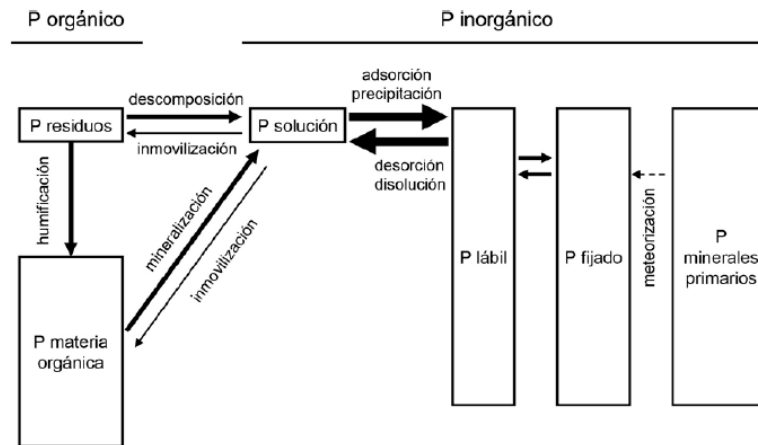 P orgánico
P inorgánico
P residuos
descomposición
inmovilización
P solución
adsorción
precipitación
desorción
disolución
humificación
mineralización
inmovilización
P materia
orgánica
P lábil
P fijado
meteorización
P
minerales
primarios